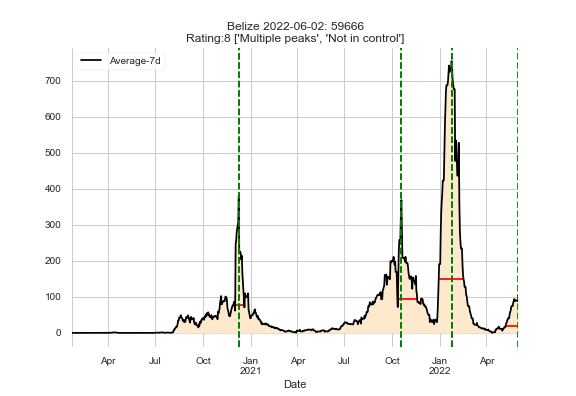 Belize 2022-06-02: 59666
Rating:8 ['Multiple peaks', 'Not in control']
Average-7d
700
600
500
400
300
200
100
0
Apr Jul Oct Jan Apr Jul Oct Jan Apr
2021 2022
Date